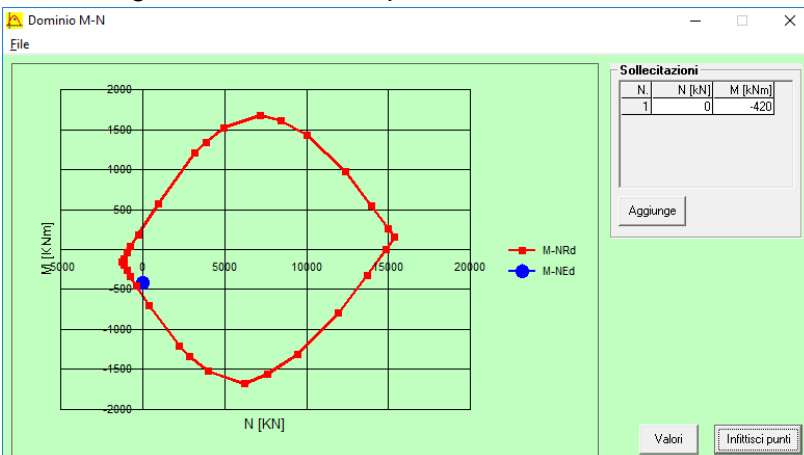 Dominio M-N
File
Sollecitazioni
N. N [kN] M [kNm]
1 0 -420
Aggiunge
2000
1500
1000
500
5000 0 5000 10000 15000 20000
-500
-1000
-1500
-2000
M [KNm]
N [KN]
M-NRd
M-NEd
Valori
Infittisci punti